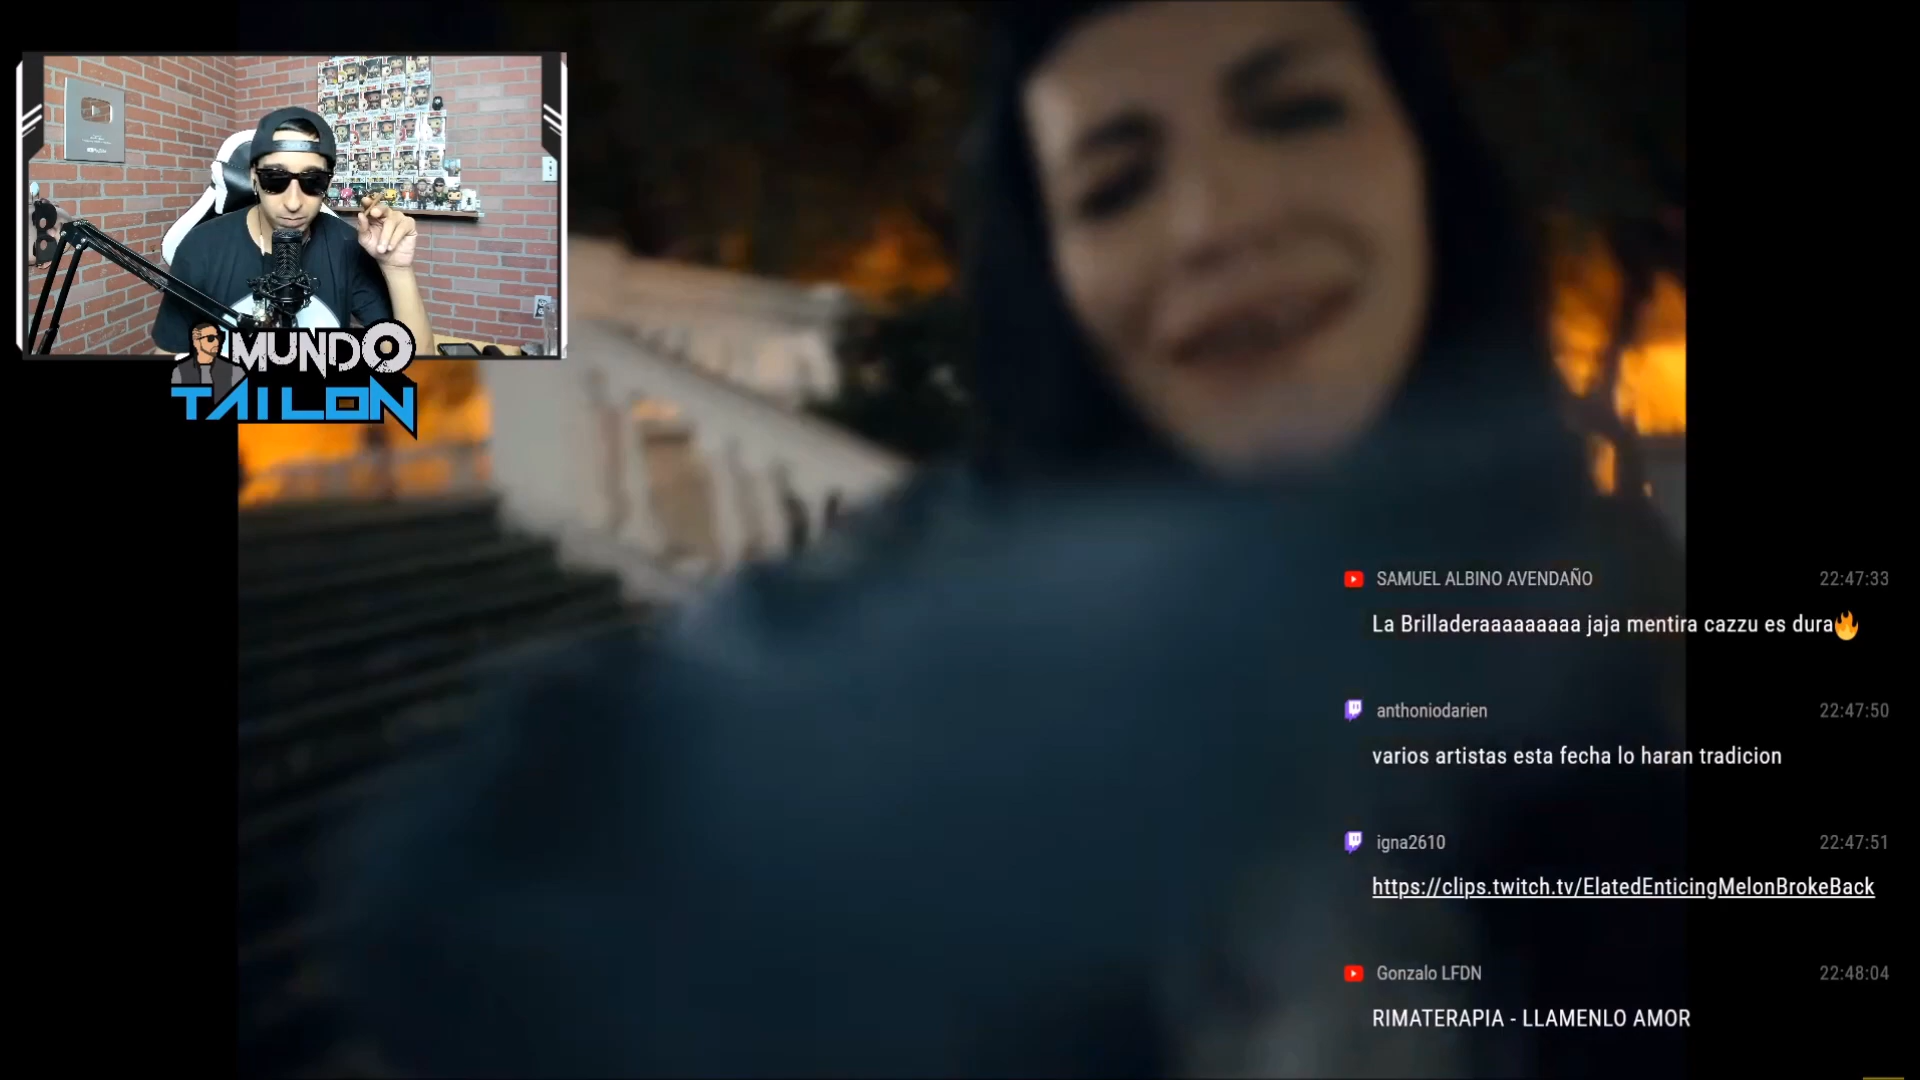 MUNDO
TAILON
SAMUEL ALBINO AVENDAÑO 22:47:33
La Brilladeraaaaaaaaa jaja mentira cazzu es dura🔥
anthoniodarien 22:47:50
varios artistas esta fecha lo haran tradicion
igna2610 22:47:51
https://clips.twitch.tv/ElatedEnticingMelonBrokeBack
Gonzalo LFDN 22:48:04
RIMATERAPIA - LLAMENLO AMOR